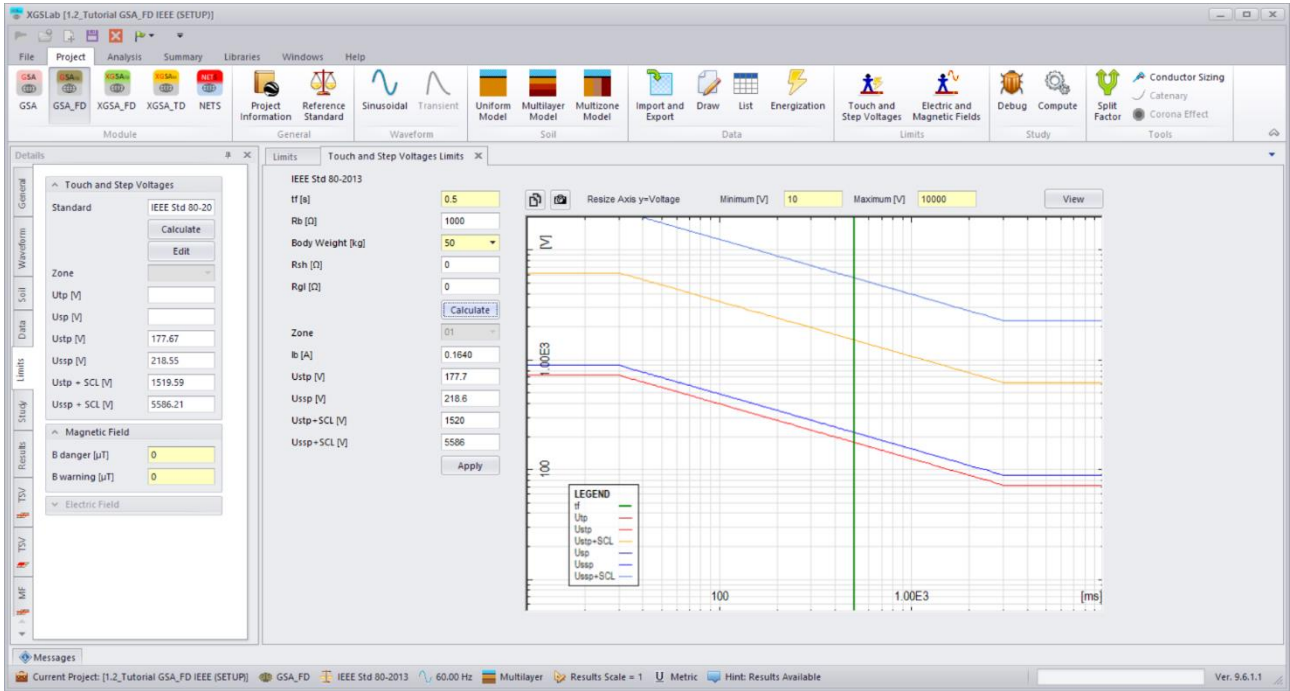 XGSLab [1.2_Tutorial GSA_FD IEEE (SETUP)]
File Project Analysis Summary Libraries Windows Help
GSA GSA_FD XGSA_FD XGSA_TD NETS
Module
Project Information Reference Standard
General
Sinusoidal Transient
Waveform
Uniform Model Multilayer Model Multizone Model
Soil
Import and Export Draw List Energization
Data
Touch and Step Voltages Electric and Magnetic Fields
Limits
Debug Compute
Study
Split Factor Conductor Sizing
Catenary
Corona Effect
Tools
Details
General
Waveform
Soil
Data
Limits
Study
Results
TSV
TSV
MF
Touch and Step Voltages
Standard IEEE Std 80-20
Calculate
Edit
Zone
Utp [V]
Usp [V]
Ustp [V] 177.67
Ussp [V] 218.55
Ustp + SCL [V] 1519.59
Ussp + SCL [V] 5586.21
Magnetic Field
B danger [µT] 0
B warning [µT] 0
Electric Field
Limits Touch and Step Voltages Limits
IEEE Std 80-2013
tf [s] 0.5
Rb [Ω] 1000
Body Weight [kg] 50
Rsh [Ω] 0
Rgl [Ω] 0
Calculate
Zone 01
Ib [A] 0.1640
Ustp [V] 177.7
Ussp [V] 218.6
Ustp+SCL [V] 1520
Ussp+SCL [V] 5586
Apply
Resize Axis y=Voltage Minimum [V] 10 Maximum [V] 10000 View
[V]
1.00E3
100
LEGEND
tf
Utp
Ustp
Ustp+SCL
Usp
Ussp
Ussp+SCL
100 1.00E3 [ms]
Messages
Current Project: [1.2_Tutorial GSA_FD IEEE (SETUP)] GSA_FD IEEE Std 80-2013 60.00 Hz Multilayer Results Scale = 1 U Metric Hint: Results Available Ver. 9.6.1.1